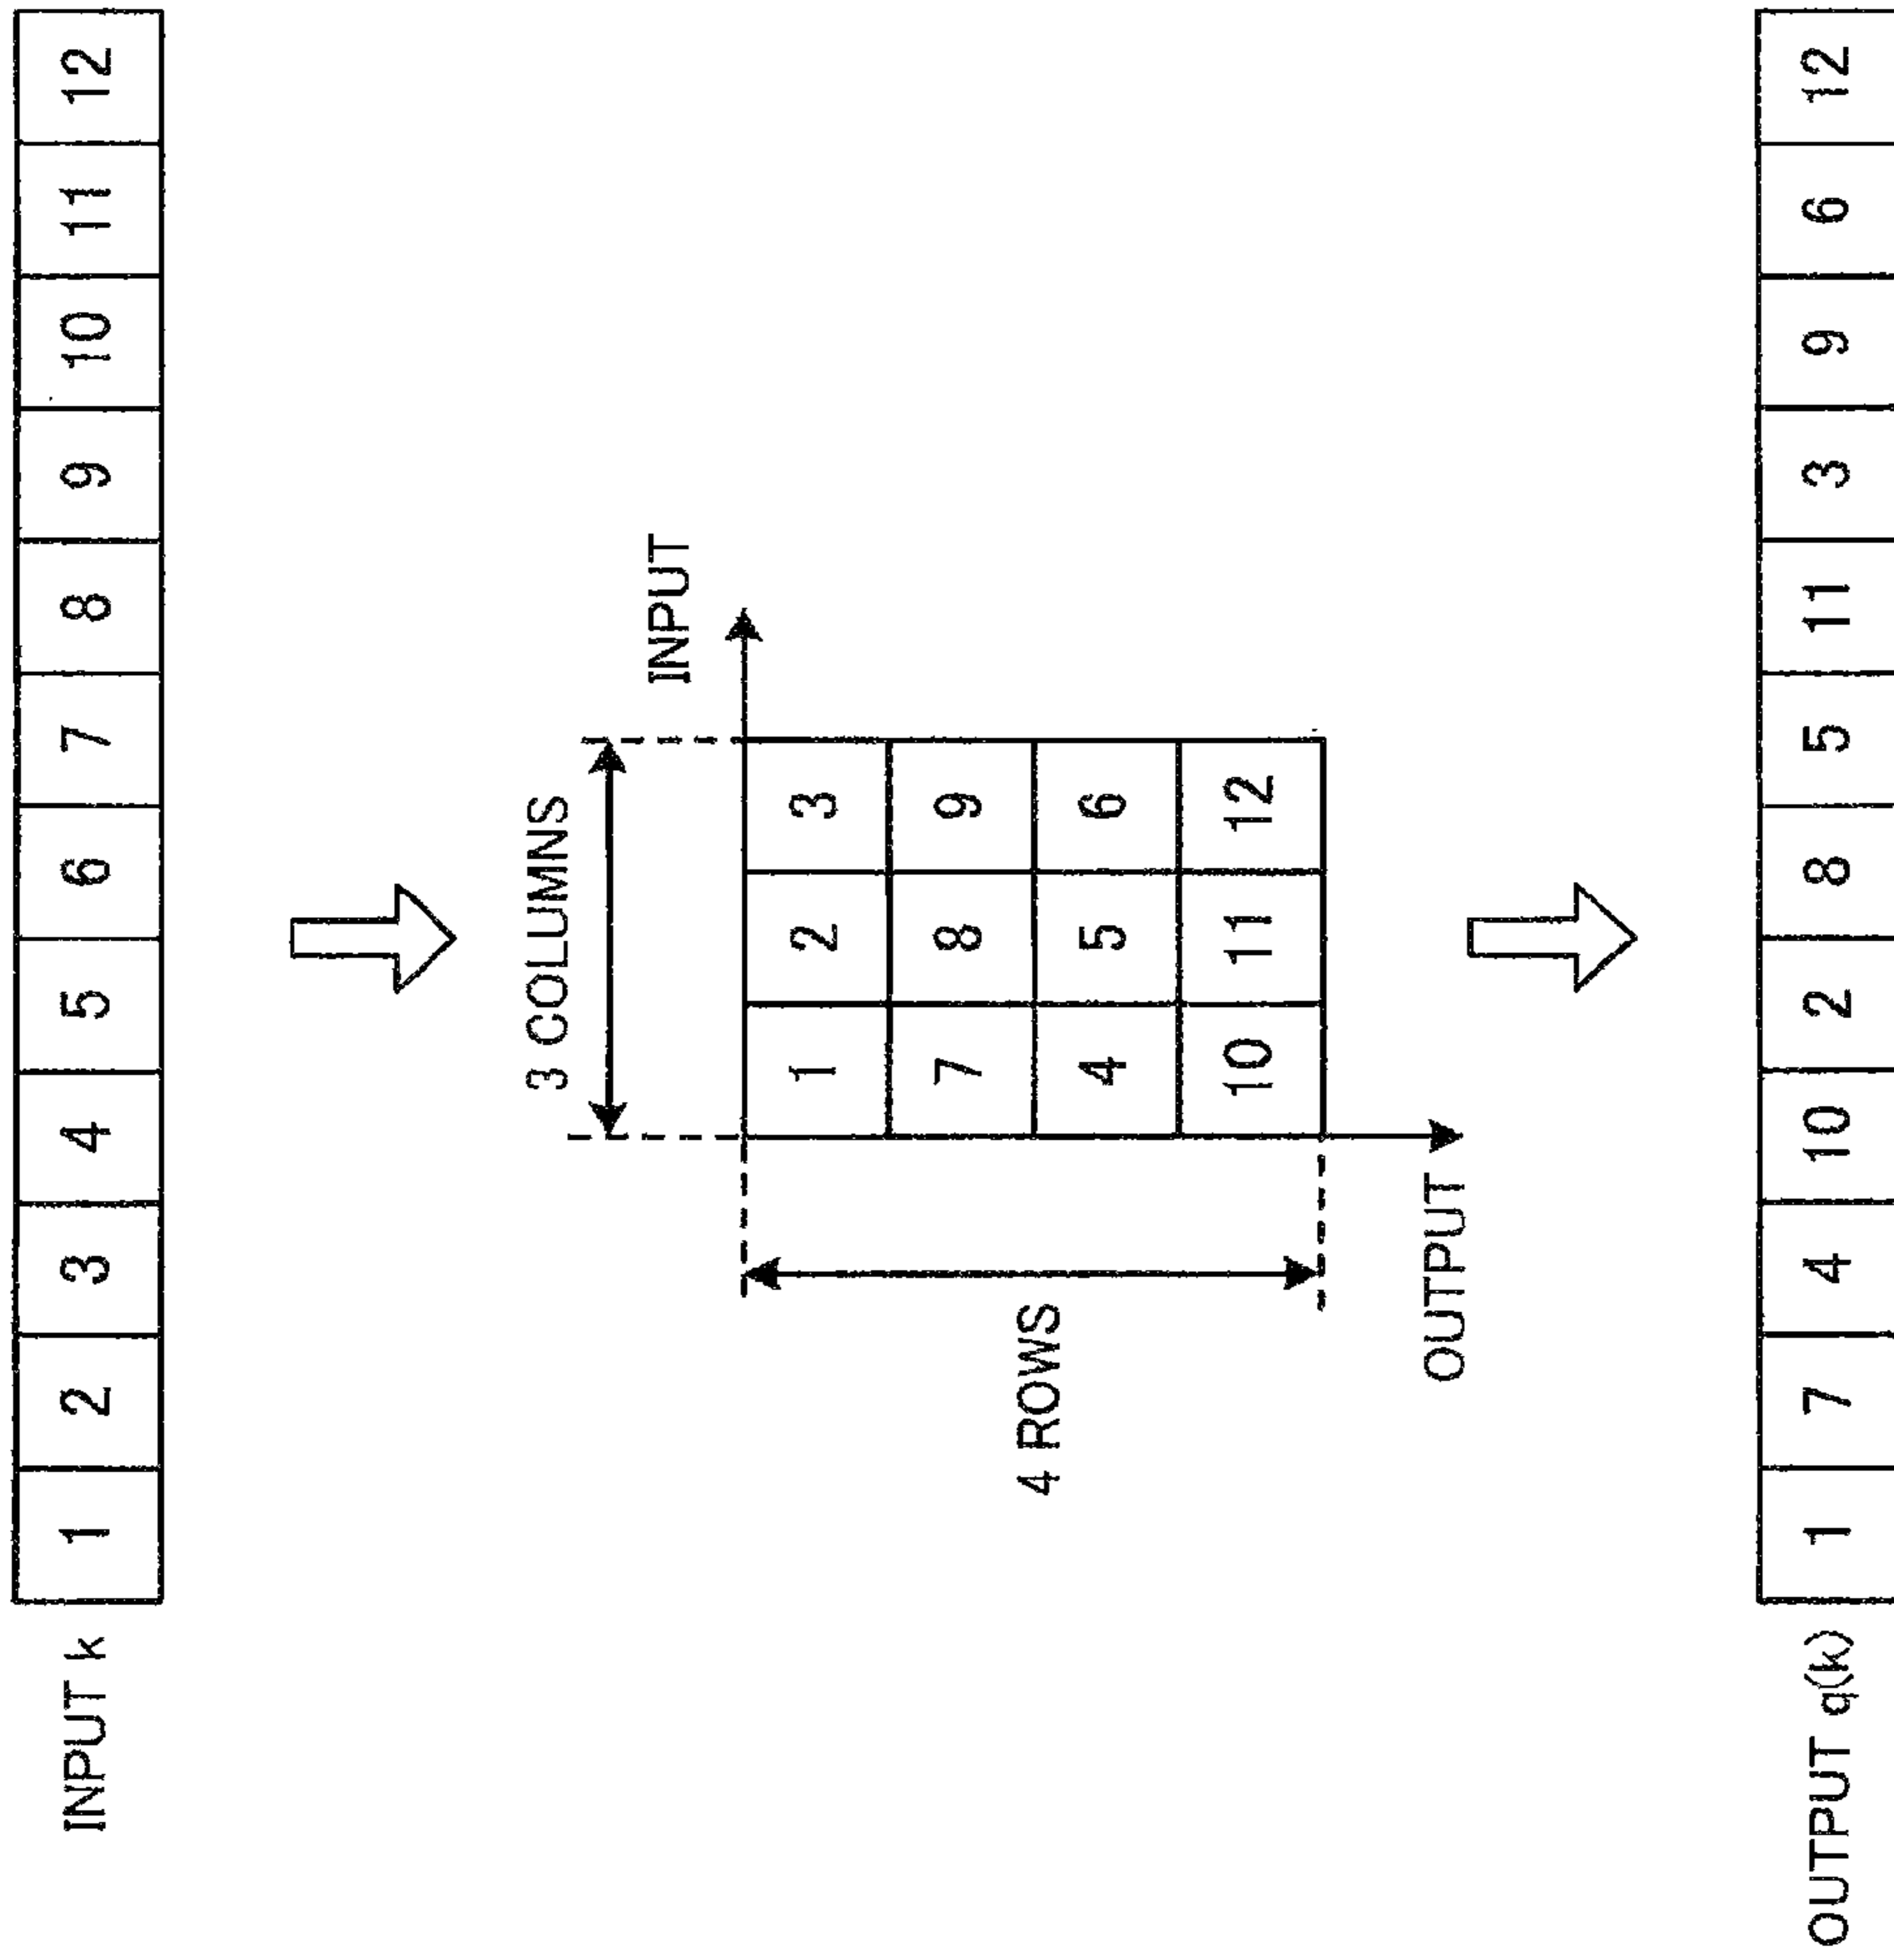 INPUT k 1 2 3 4 5 6 7 8 9 10 11 12
3 COLUMNS
INPUT
1 2 3
7 8 9
4 5 6
10 11 12
4 ROWS
OUTPUT
OUTPUT q(k) 1 7 4 10 2 8 5 11 3 9 6 12